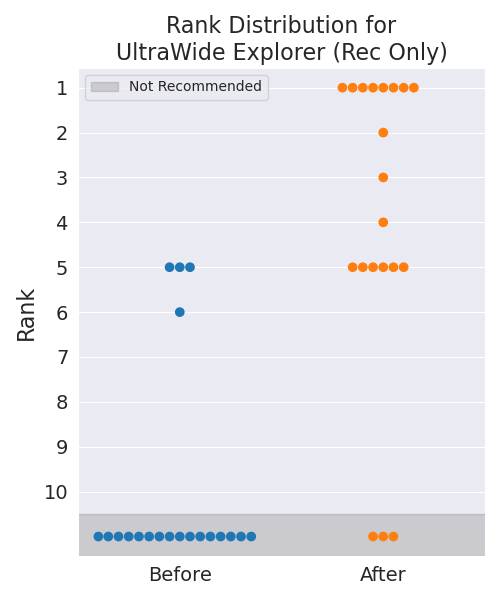 Rank Distribution for
UltraWide Explorer (Rec Only)
Not Recommended
1
2
3
4
5
6
7
8
9
10
Rank
Before
After